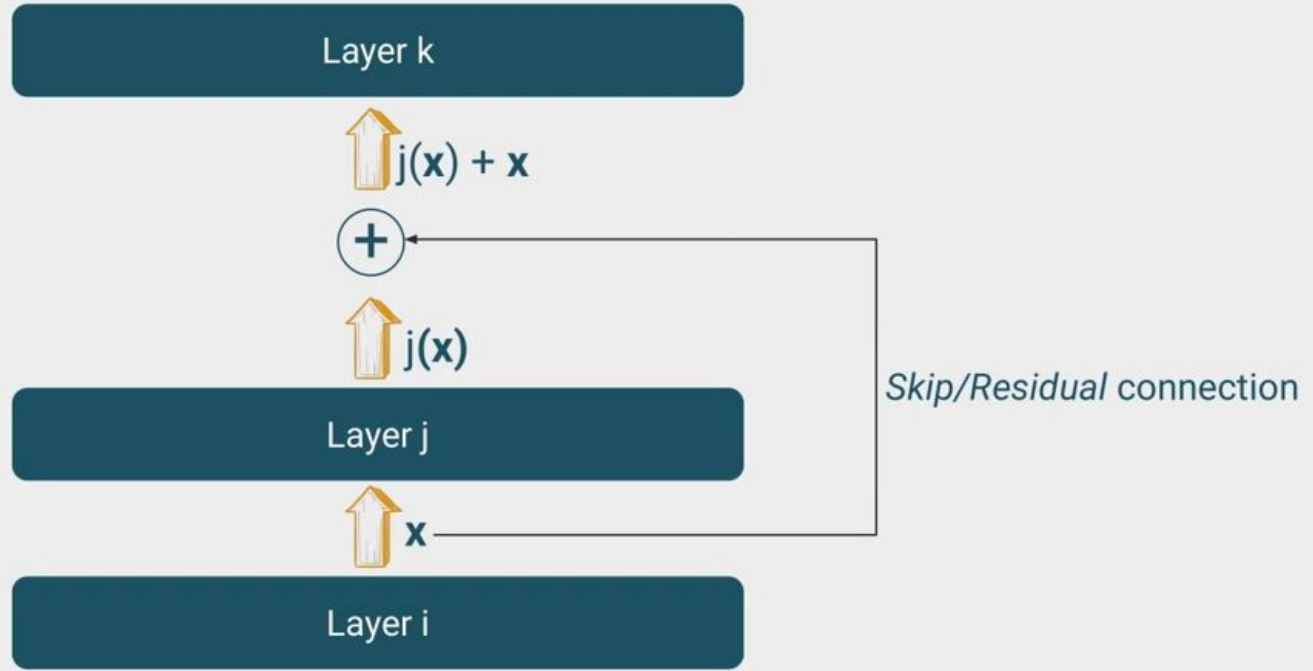 Layer k
j(x) + x
+
j(x)
Skip/Residual connection
Layer j
x
Layer i